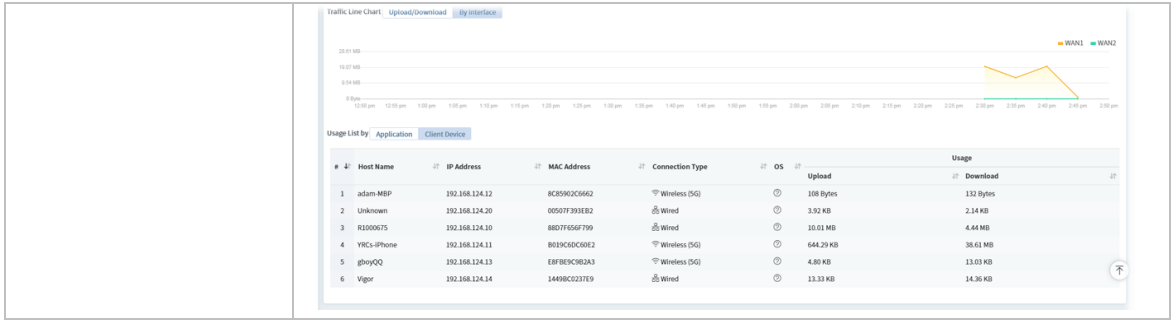 Traffic Line Chart Upload/Download By Interface
WAN1 WAN2
28.61 MB
19.07 MB
9.54 MB
0 Byte
12:50 pm 12:55 pm 1:00 pm 1:05 pm 1:10 pm 1:15 pm 1:20 pm 1:25 pm 1:30 pm 1:35 pm 1:40 pm 1:45 pm 1:50 pm 1:55 pm 2:00 pm 2:05 pm 2:10 pm 2:15 pm 2:20 pm 2:25 pm 2:30 pm 2:35 pm 2:40 pm 2:45 pm 2:50 pm
Usage List by Application Client Device
Usage
# Host Name IP Address MAC Address Connection Type OS
Upload Download
1 adam-MBP 192.168.124.12 8C85902C6662 Wireless (5G) 108 Bytes 132 Bytes
2 Unknown 192.168.124.20 00507F393EB2 Wired 3.92 KB 2.14 KB
3 R1000675 192.168.124.10 88D7F656F799 Wired 10.01 MB 4.44 MB
4 YRCs-iPhone 192.168.124.11 B019C6DC60E2 Wireless (5G) 644.29 KB 38.61 MB
5 gboyQQ 192.168.124.13 E8FBE9C9B2A3 Wireless (5G) 4.80 KB 13.03 KB
6 Vigor 192.168.124.14 1449BC0237E9 Wired 13.33 KB 14.36 KB